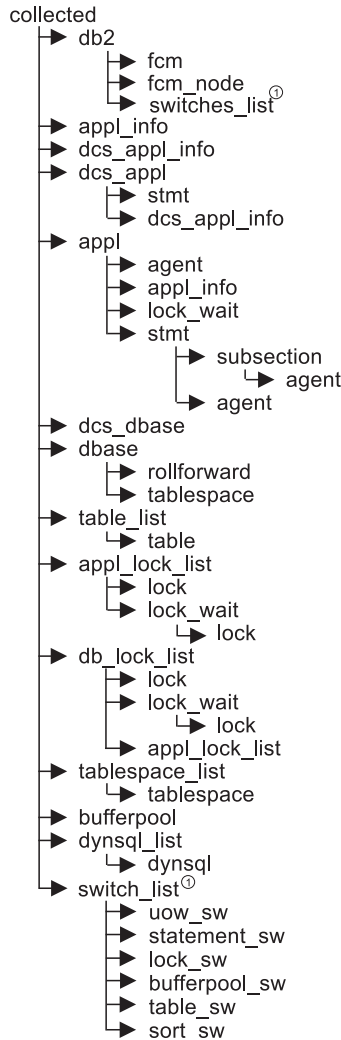 collected
db2
fcm
fcm_node
switches_list①
appl_info
dcs_appl_info
dcs_appl
stmt
dcs_appl_info
appl
agent
appl_info
lock_wait
stmt
subsection
agent
agent
dcs_dbase
dbase
rollforward
tablespace
table_list
table
appl_lock_list
lock
lock_wait
lock
db_lock_list
lock
lock_wait
lock
appl_lock_list
tablespace_list
tablespace
bufferpool
dynsql_list
dynsql
switch_list①
uow_sw
statement_sw
lock_sw
bufferpool_sw
table_sw
sort_sw